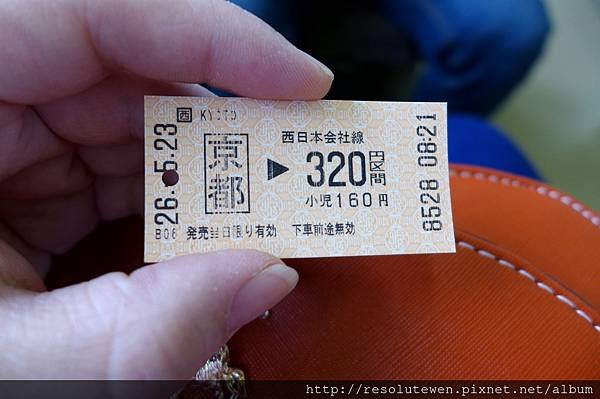 西 KYOTO
26.-5.23
京都
▶
西日本会社線
320円区間
小児160円
8528 08:21
B06 発売当日限り有効 下車前途無効
http://resolutewen.pixnet.net/album